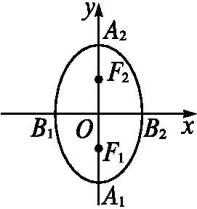 y
A₂
F₂
B₁ O B₂ x
F₁
A₁